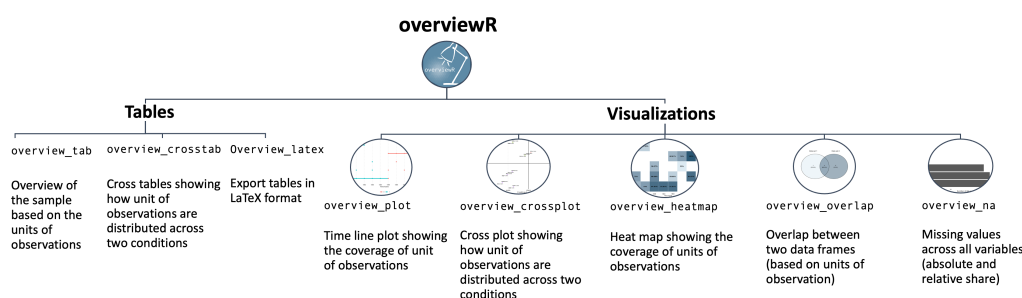 overviewR
overviewR
Tables
Visualizations
overview_tab
overview_crosstab
Overview_latex
Overview of
the sample
based on the
units of
observations
Cross tables showing
how unit of
observations are
distributed across
two conditions
Export tables in
LaTeX format
overview_plot
overview_crossplot
overview_heatmap
overview_overlap
overview_na
Time line plot showing
the coverage of unit
of observations
Cross plot showing
how unit of
observations are
distributed across two
conditions
Heat map showing the
coverage of units of
observations
Overlap between
two data frames
(based on units of
observation)
Missing values
across all variables
(absolute and
relative share)